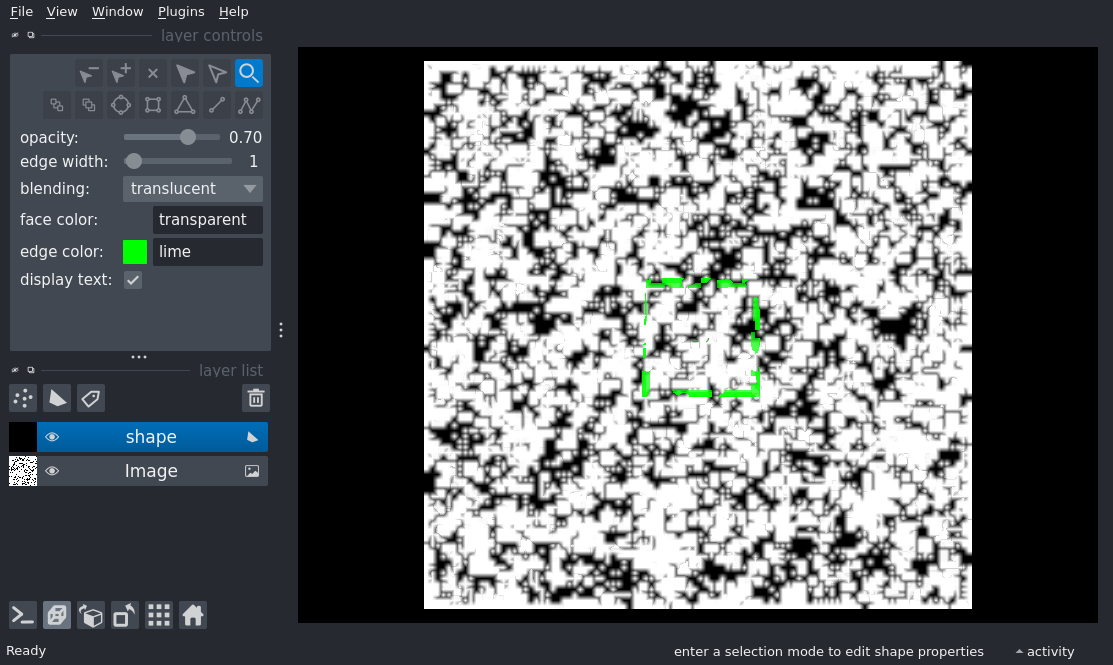 File View Window Plugins Help
layer controls
opacity: 0.70
edge width: 1
blending: translucent
face color: transparent
edge color: lime
display text:
layer list
shape
Image
Ready
enter a selection mode to edit shape properties
activity